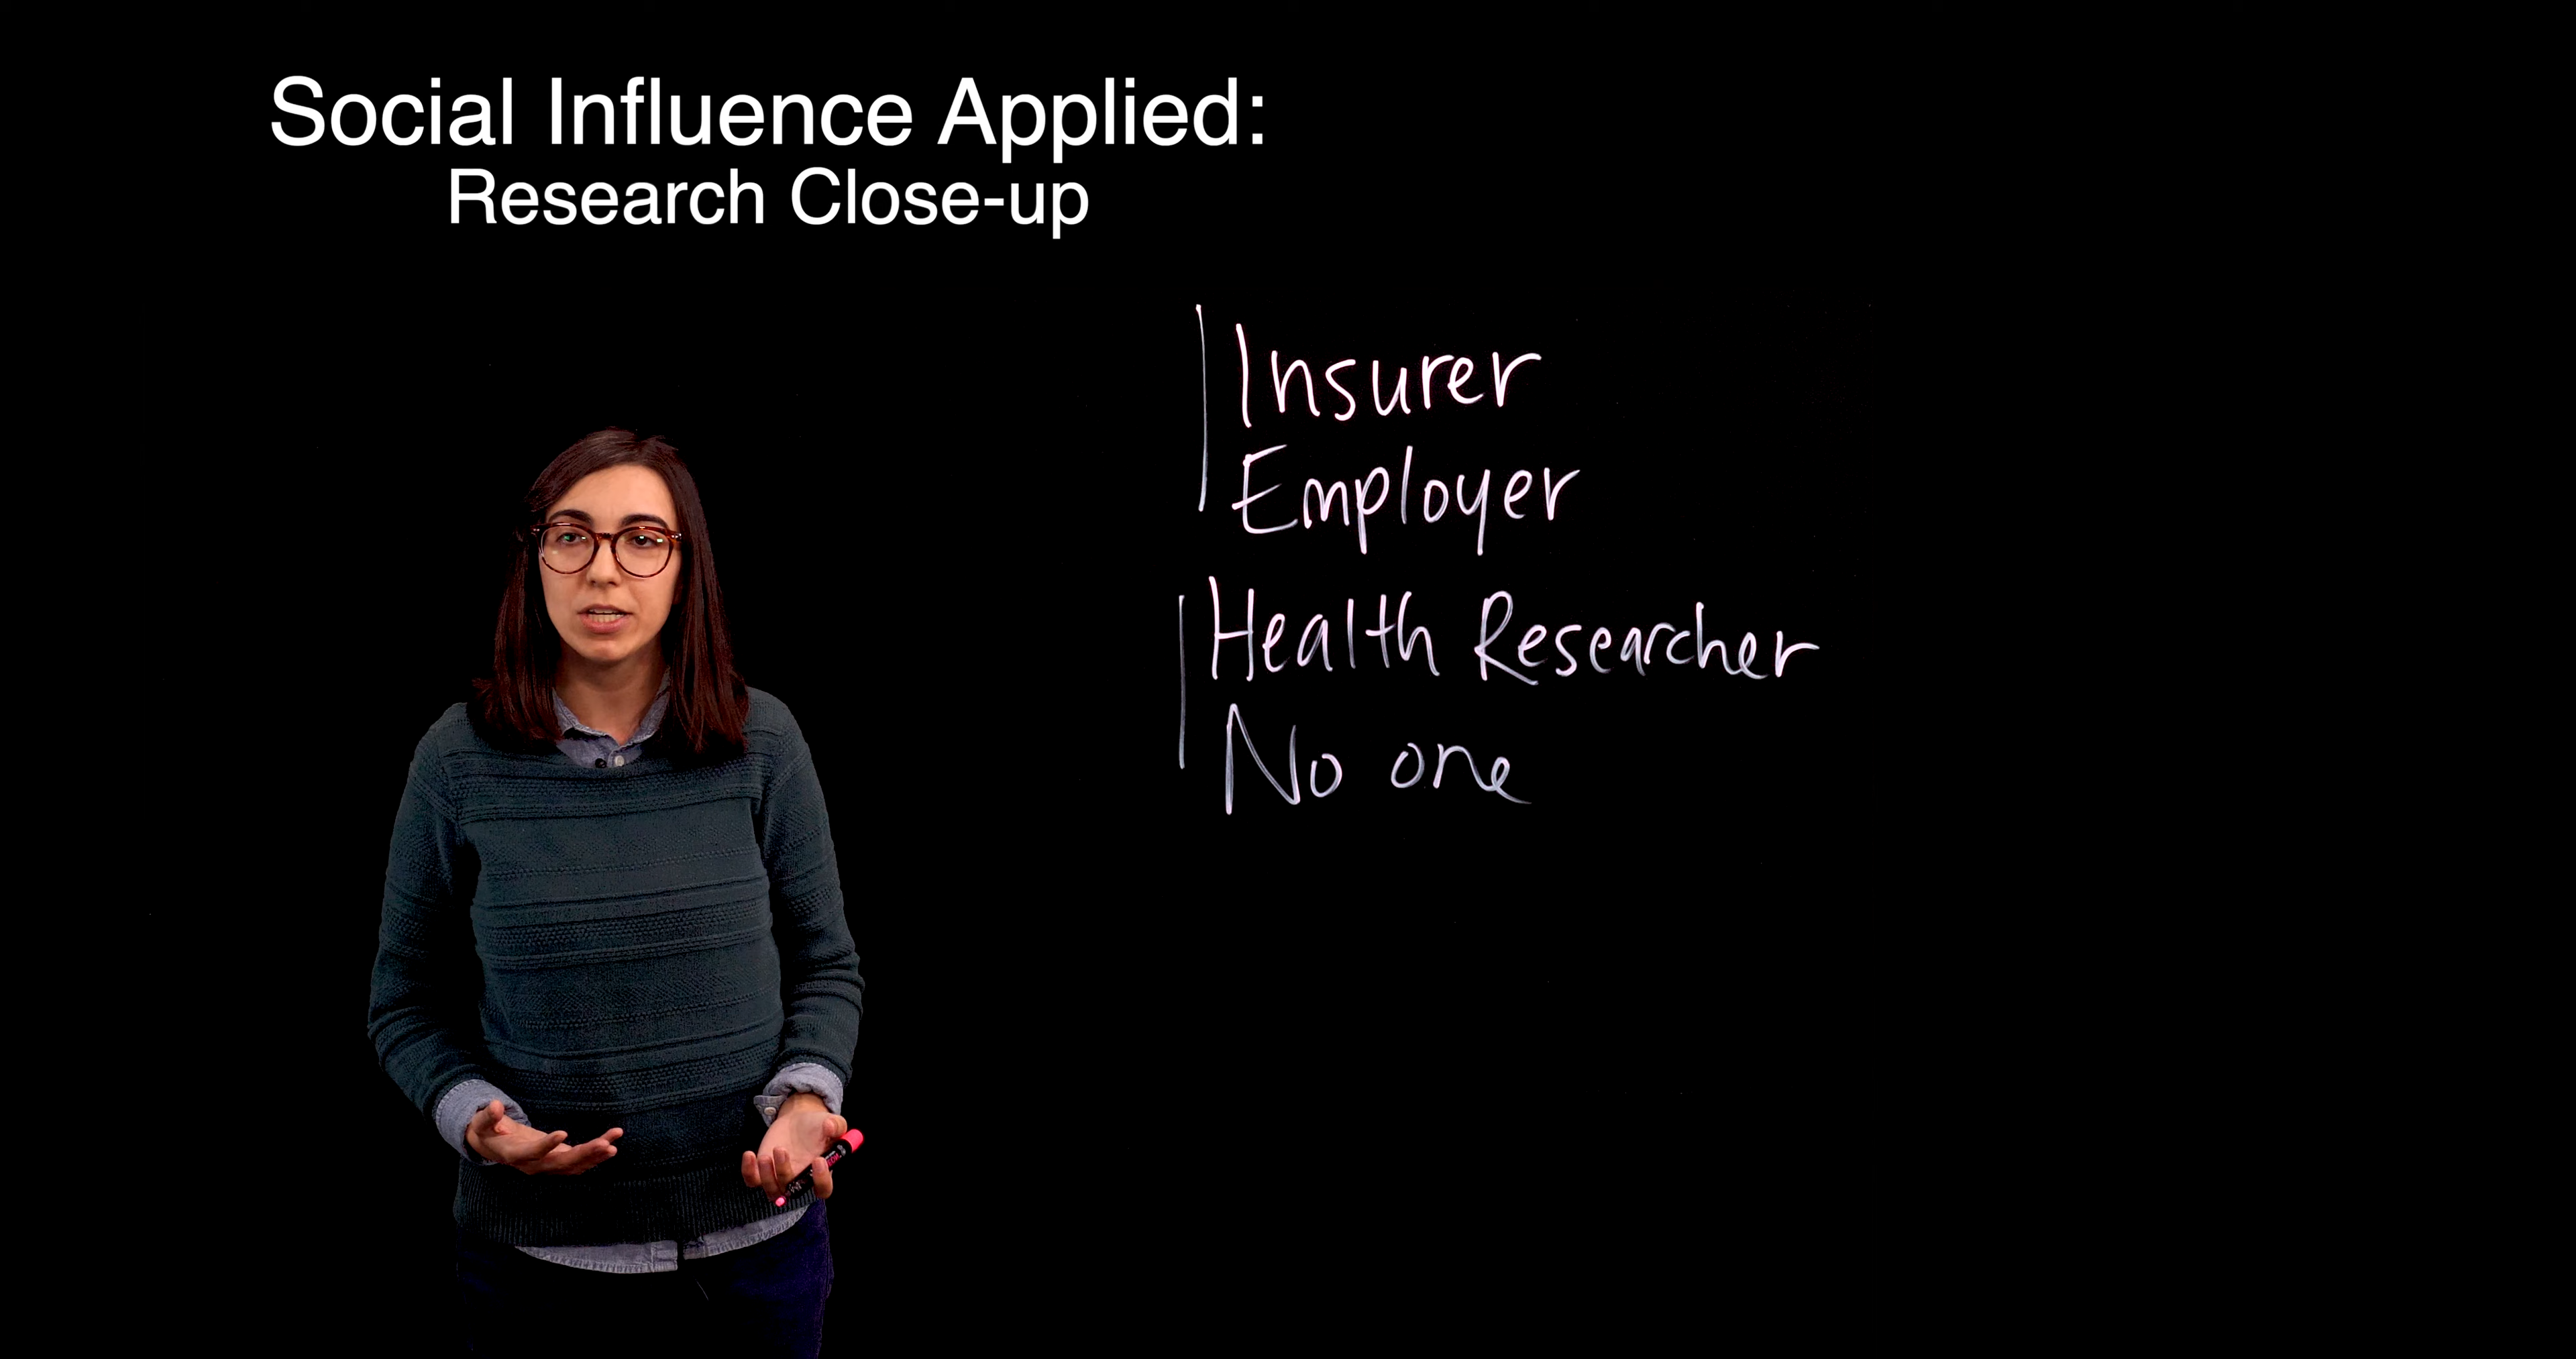 Social Influence Applied:
Research Close-up
Insurer
Employer
Health Researcher
No one